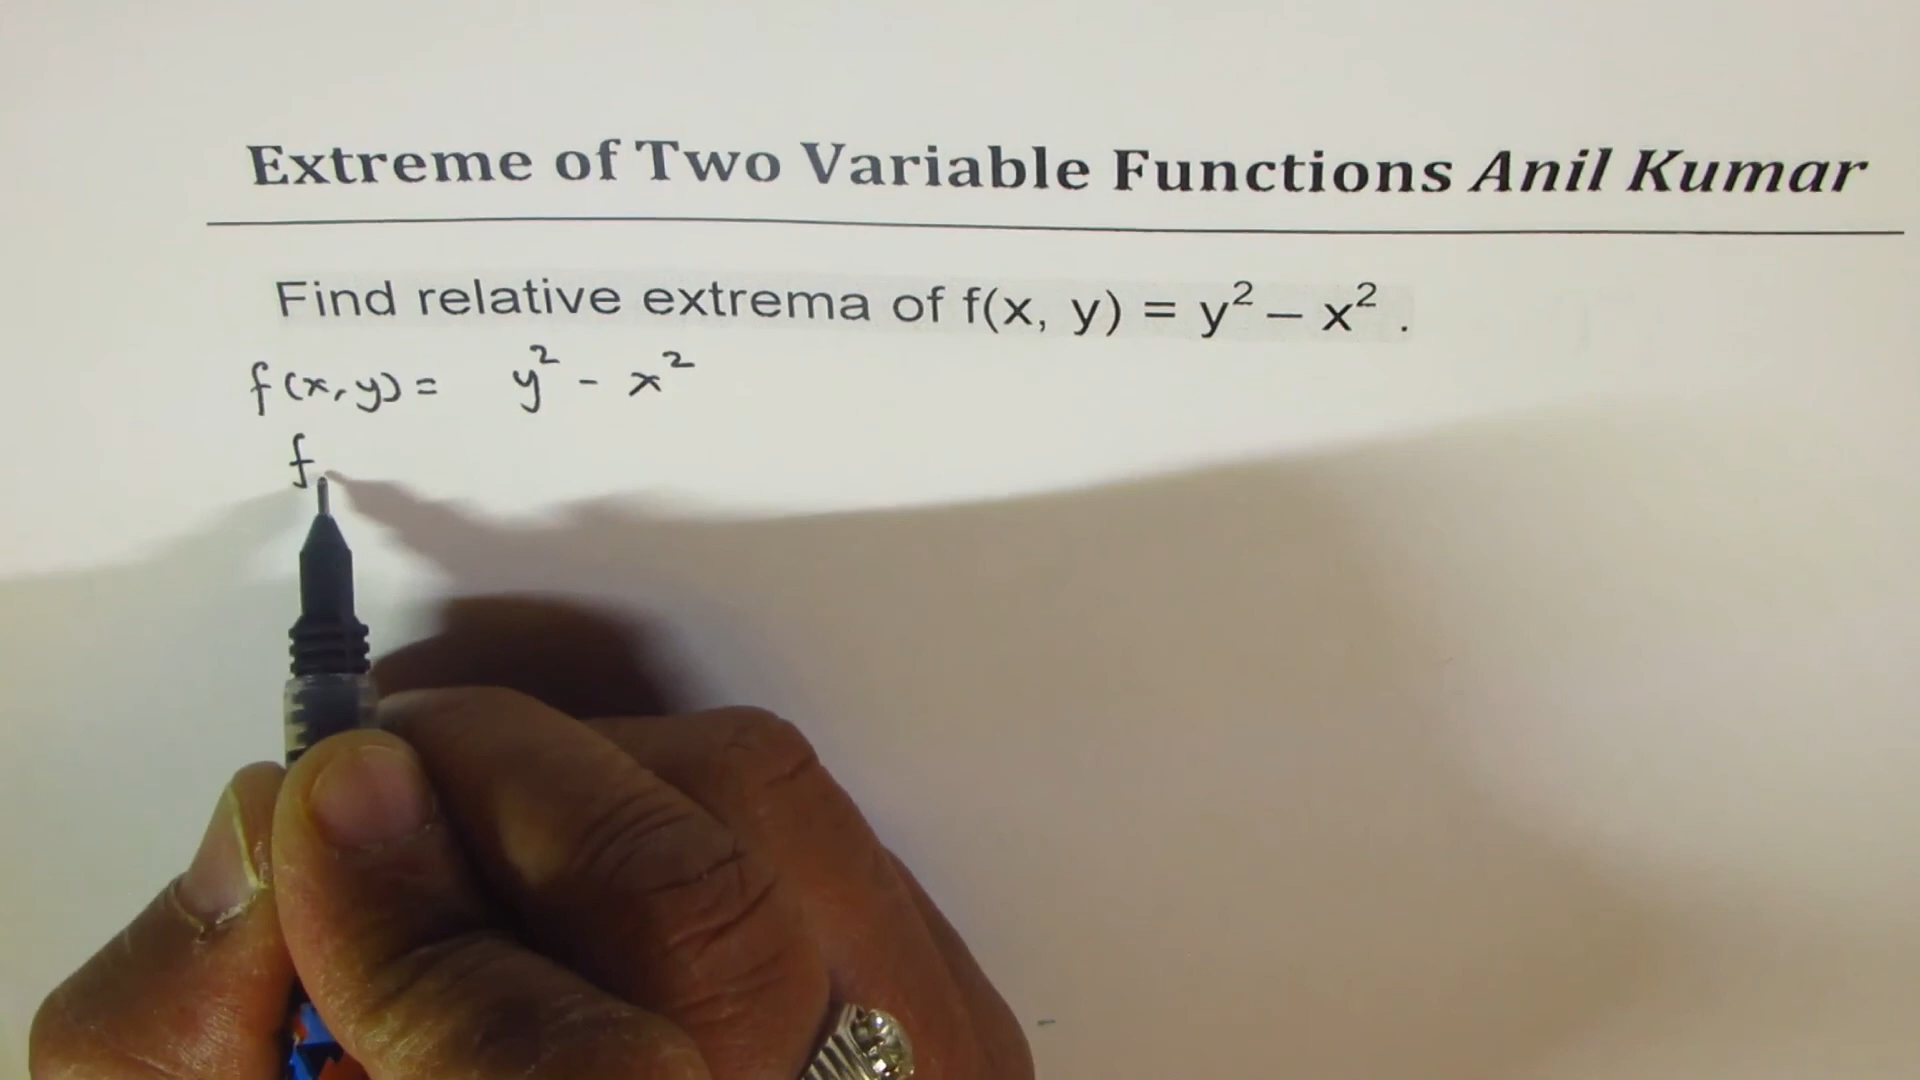 Extreme of Two Variable Functions Anil Kumar
Find relative extrema of f(x, y) = y² – x² .
f(x,y) = y² - x²
f